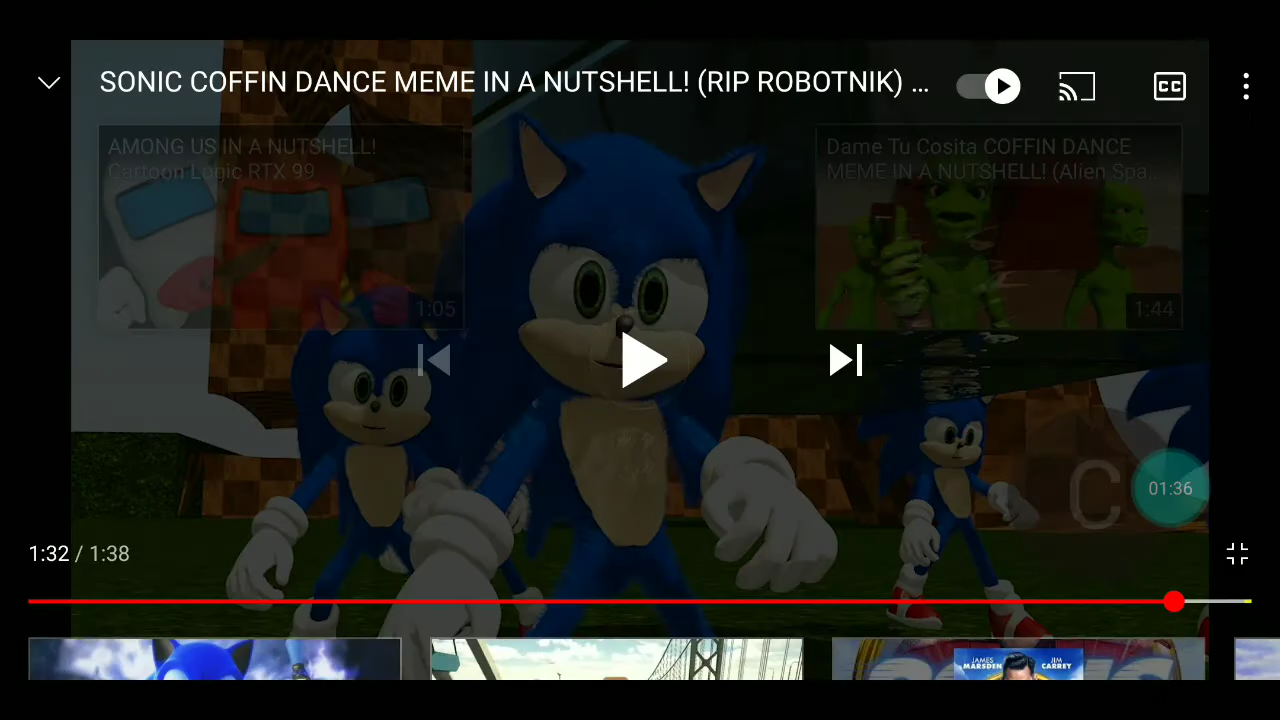 SONIC COFFIN DANCE MEME IN A NUTSHELL! (RIP ROBOTNIK) ...
CC
AMONG US IN A NUTSHELL!
Cartoon Logic RTX 99
1:05
Dame Tu Cosita COFFIN DANCE
MEME IN A NUTSHELL! (Alien Spa...
1:44
C
01:36
1:32 / 1:38
JAMES MARSDEN
JIM CARREY